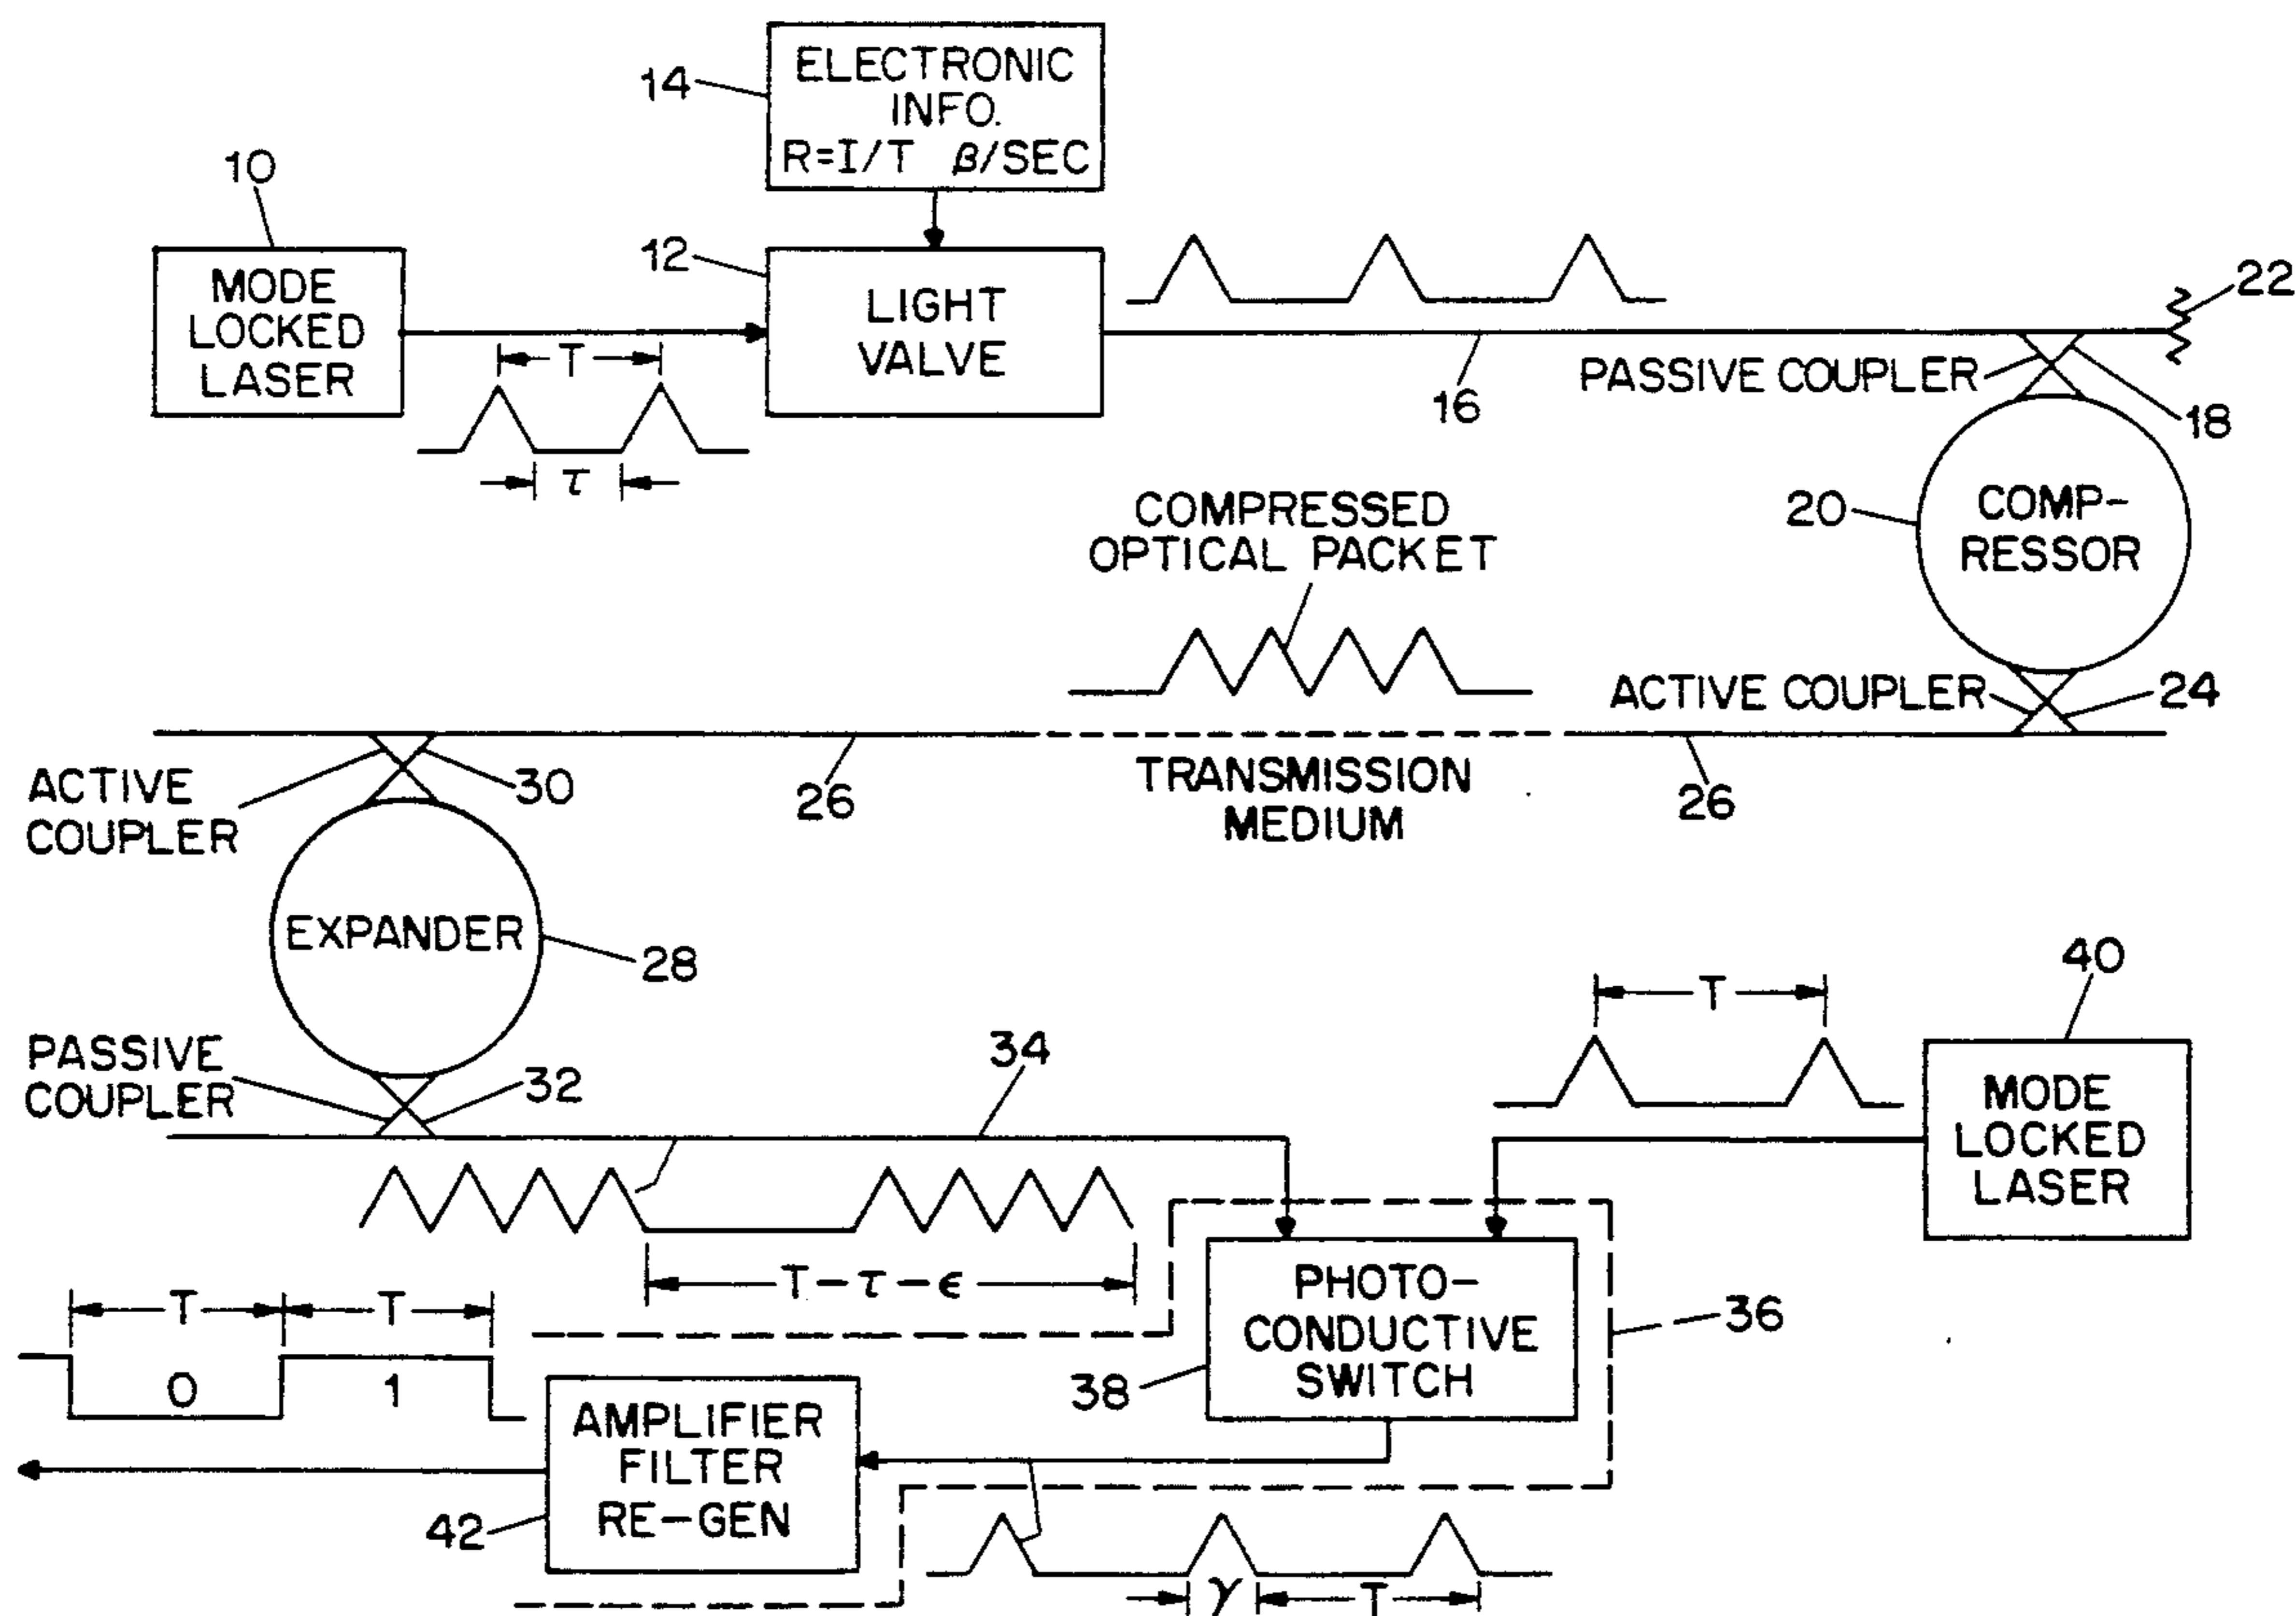 14
ELECTRONIC
INFO.
R=I/T β/SEC
10
MODE
LOCKED
LASER
T
τ
12
LIGHT
VALVE
16
PASSIVE COUPLER
22
18
20
COMP-
RESSOR
COMPRESSED
OPTICAL PACKET
ACTIVE COUPLER
24
26
TRANSMISSION
MEDIUM
26
ACTIVE
COUPLER
30
EXPANDER
28
PASSIVE
COUPLER
32
34
T
40
MODE
LOCKED
LASER
T-τ-ϵ
PHOTO-
CONDUCTIVE
SWITCH
36
38
T
T
0
1
AMPLIFIER
FILTER
RE-GEN
42
γ
T